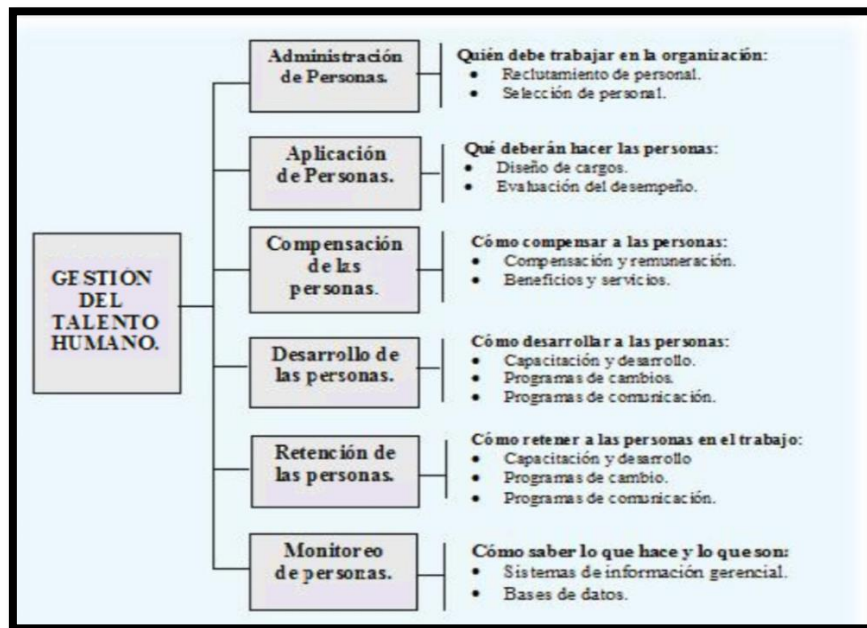 GESTIÓN
DEL
TALENTO
HUMANO.
Administración
de Personas.
Quién debe trabajar en la organización:
• Reclutamiento de personal.
• Selección de personal.
Aplicación
de Personas.
Qué deberán hacer las personas:
• Diseño de cargos.
• Evaluación del desempeño.
Compensación
de las
personas.
Cómo compensar a las personas:
• Compensación y remuneración.
• Beneficios y servicios.
Desarrollo de
las personas.
Cómo desarrollar a las personas:
• Capacitación y desarrollo.
• Programas de cambios.
• Programas de comunicación.
Retención de
las personas.
Cómo retener a las personas en el trabajo:
• Capacitación y desarrollo
• Programas de cambio.
• Programas de comunicación.
Monitoreo
de personas.
Cómo saber lo que hace y lo que son:
• Sistemas de información gerencial.
• Bases de datos.